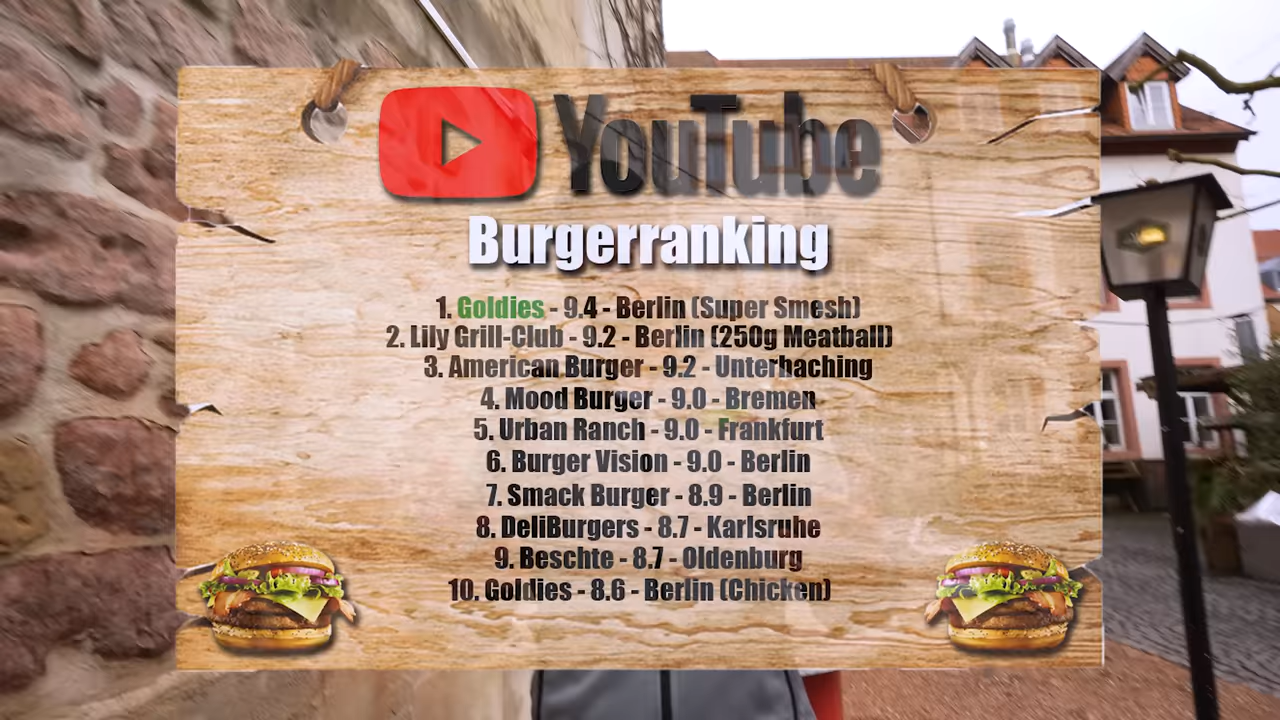 YouTube
Burgerranking
1. Goldies - 9.4 - Berlin (Super Smesh)
2. Lily Grill-Club - 9.2 - Berlin (250g Meatball)
3. American Burger - 9.2 - Unterhaching
4. Mood Burger - 9.0 - Bremen
5. Urban Ranch - 9.0 - Frankfurt
6. Burger Vision - 9.0 - Berlin
7. Smack Burger - 8.9 - Berlin
8. DeliBurgers - 8.7 - Karlsruhe
9. Beschte - 8.7 - Oldenburg
10. Goldies - 8.6 - Berlin (Chicken)